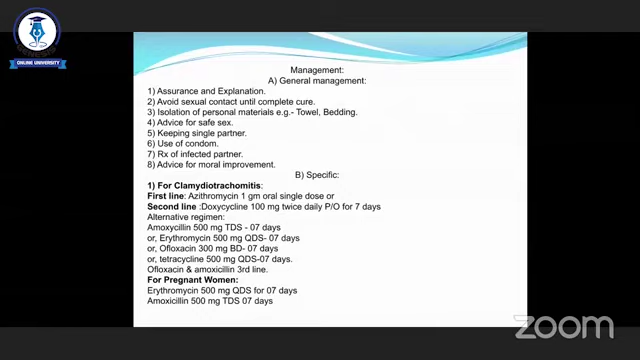 ONLINE UNIVERSITY
Management:
A) General management:
1) Assurance and Explanation.
2) Avoid sexual contact until complete cure.
3) Isolation of personal materials e.g.- Towel, Bedding.
4) Advice for safe sex.
5) Keeping single partner.
6) Use of condom.
7) Rx of infected partner.
8) Advice for moral improvement.
B) Specific:
1) For Clamydiotrachomitis:
First line: Azithromycin 1 gm oral single dose or
Second line :Doxycycline 100 mg twice daily P/O for 7 days
Alternative regimen:
Amoxycillin 500 mg TDS - 07 days
or, Erythromycin 500 mg QDS- 07 days
or, Ofloxacin 300 mg BD- 07 days
or, tetracycline 500 mg QDS-07 days.
Ofloxacin & amoxicillin 3rd line.
For Pregnant Women:
Erythromycin 500 mg QDS for 07 days
Amoxicillin 500 mg TDS 07 days
zoom